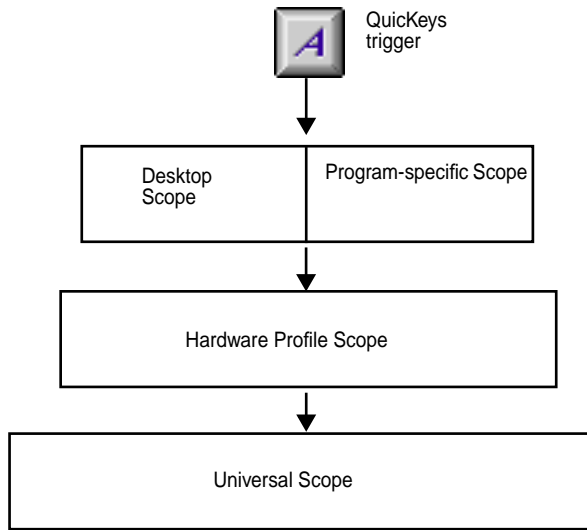 A
QuicKeys
trigger
Desktop
Scope
Program-specific Scope
Hardware Profile Scope
Universal Scope